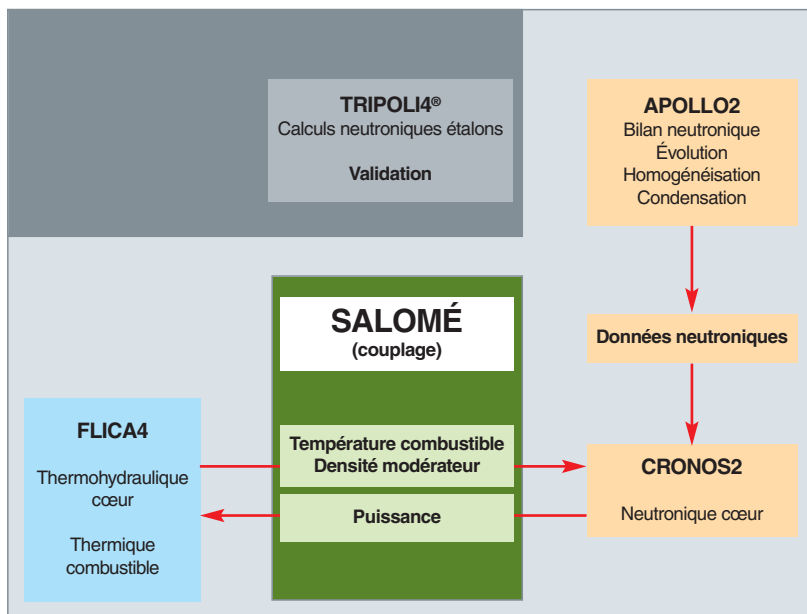 TRIPOLI4®
Calculs neutroniques étalons
Validation
APOLLO2
Bilan neutronique
Évolution
Homogénéisation
Condensation
SALOMÉ
(couplage)
Données neutroniques
FLICA4
Thermohydraulique
cœur
Thermique
combustible
Température combustible
Densité modérateur
Puissance
CRONOS2
Neutronique cœur